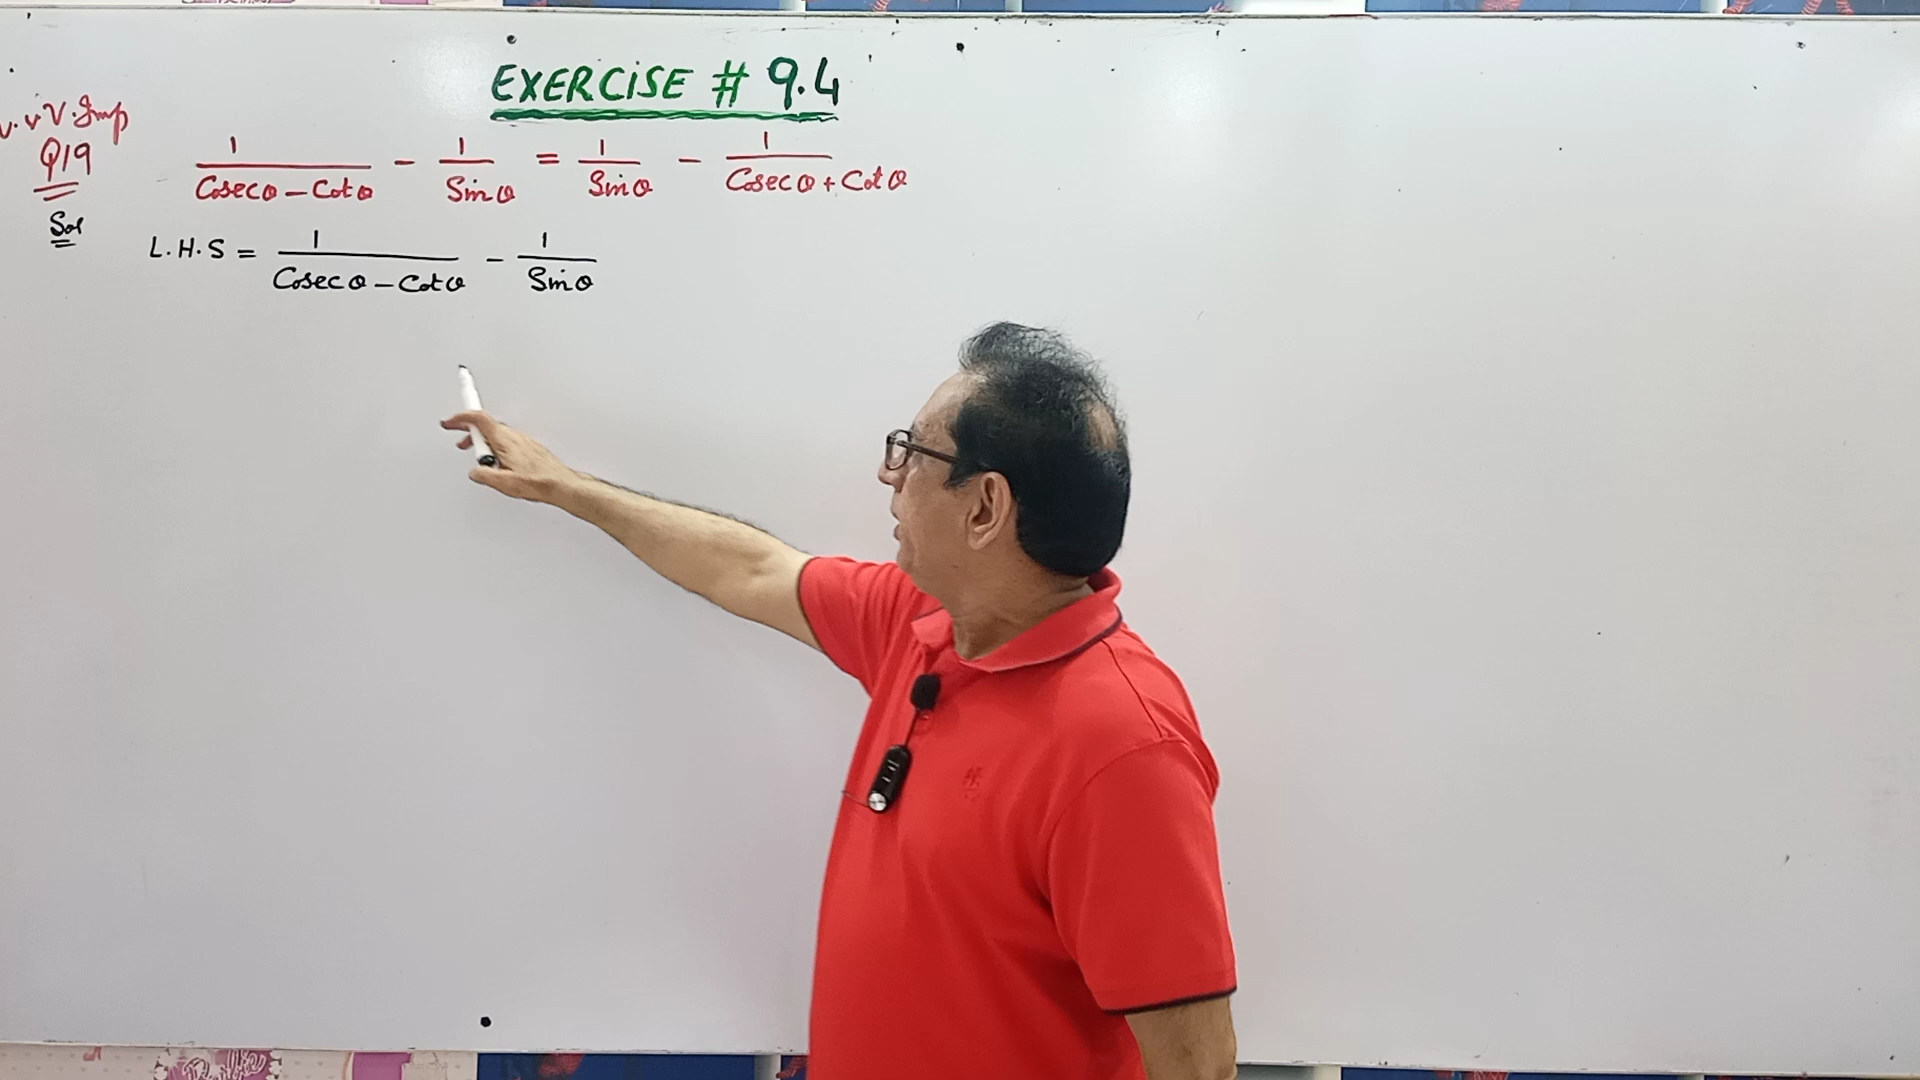 EXERCISE # 9.4
V.V.V.Imp
Q19 1/(Cosecθ - Cotθ) - 1/Sinθ = 1/Sinθ - 1/(Cosecθ + Cotθ)
Sol
L.H.S = 1/(Cosecθ - Cotθ) - 1/Sinθ